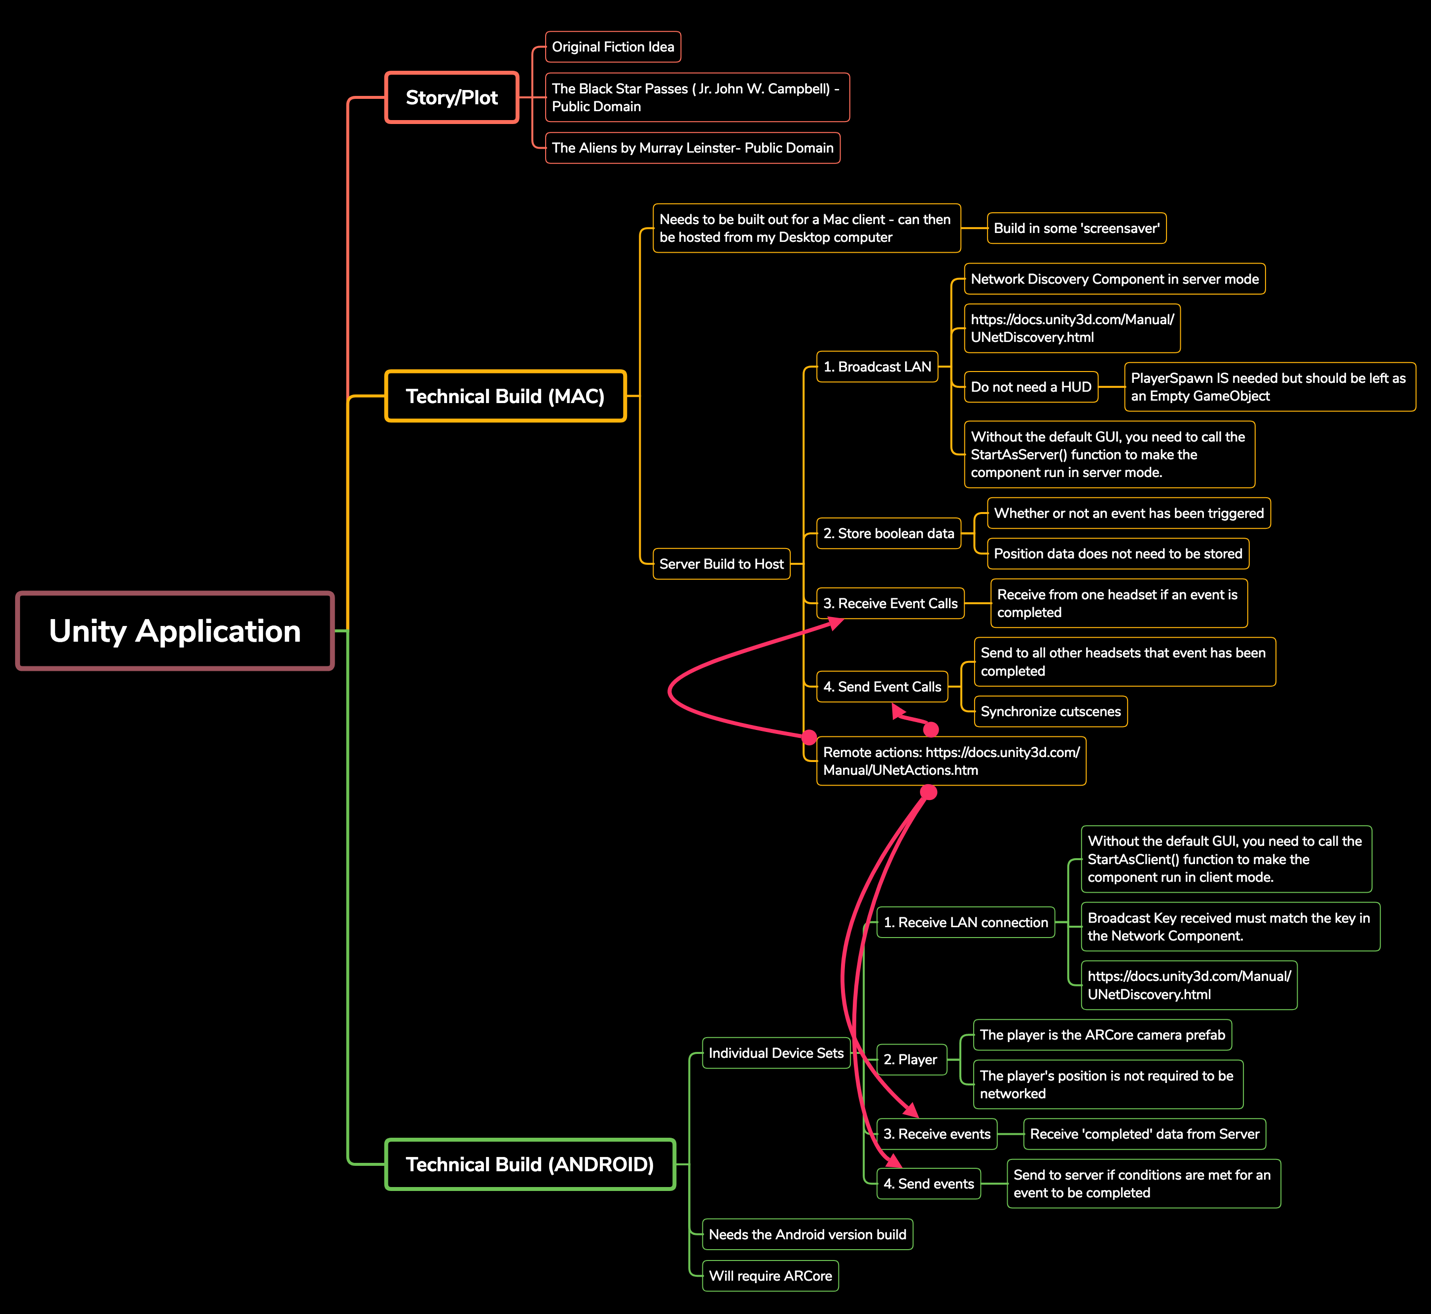 Original Fiction Idea
Story/Plot
The Black Star Passes ( Jr. John W. Campbell) -
Public Domain
The Aliens by Murray Leinster- Public Domain
Needs to be built out for a Mac client - can then
be hosted from my Desktop computer
Build in some 'screensaver'
Technical Build (MAC)
Network Discovery Component in server mode
https://docs.unity3d.com/Manual/
UNetDiscovery.html
1. Broadcast LAN
Do not need a HUD
PlayerSpawn IS needed but should be left as
an Empty GameObject
Without the default GUI, you need to call the
StartAsServer() function to make the
component run in server mode.
Server Build to Host
2. Store boolean data
Whether or not an event has been triggered
Position data does not need to be stored
3. Receive Event Calls
Receive from one headset if an event is
completed
4. Send Event Calls
Send to all other headsets that event has been
completed
Synchronize cutscenes
Remote actions: https://docs.unity3d.com/
Manual/UNetActions.htm
Unity Application
Technical Build (ANDROID)
Individual Device Sets
1. Receive LAN connection
Without the default GUI, you need to call the
StartAsClient() function to make the
component run in client mode.
Broadcast Key received must match the key in
the Network Component.
https://docs.unity3d.com/Manual/
UNetDiscovery.html
2. Player
The player is the ARCore camera prefab
The player's position is not required to be
networked
3. Receive events
Receive 'completed' data from Server
4. Send events
Send to server if conditions are met for an
event to be completed
Needs the Android version build
Will require ARCore